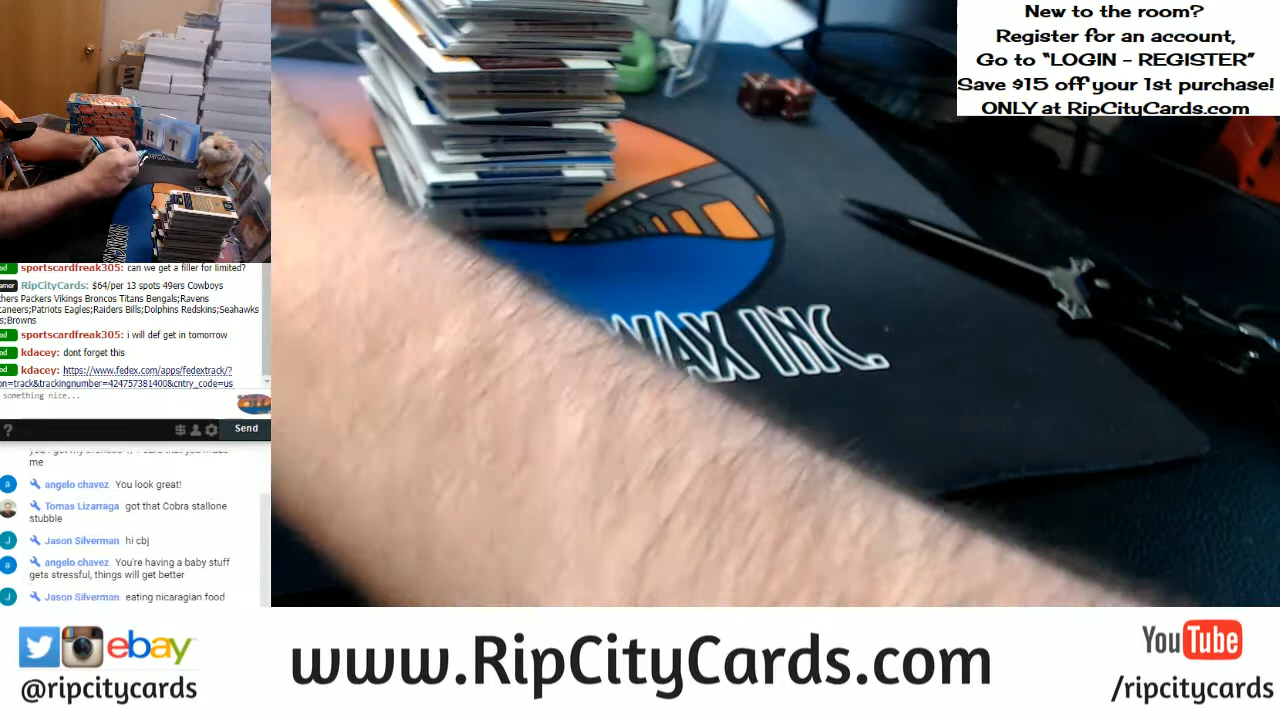 New to the room?
Register for an account,
Go to “LOGIN - REGISTER”
Save $15 off your 1st purchase!
ONLY at RipCityCards.com
R T
sportscardfreak305: can we get a filler for limited?
RipCityCards: $64/per 13 spots 49ers Cowboys
Packers Vikings Broncos Titans Bengals;Ravens
Eagles;Raiders Bills;Dolphins Redskins;Seahawks
sportscardfreak305: i will def get in tomorrow
kdacey: dont forget this
kdacey: https://www.fedex.com/apps/fedextrack/?
on=track&trackingnumber=424757381400&cntry_code=us
something nice...
? Send
me
a angelo chavez You look great!
Tomas Lizarraga got that Cobra stallone
stubble
J Jason Silverman hi cbj
a angelo chavez You're having a baby stuff
gets stressful, things will get better
J Jason Silverman eating nicaragian food
WAX INC.
ebay
@ripcitycards
www.RipCityCards.com
YouTube
/ripcitycards